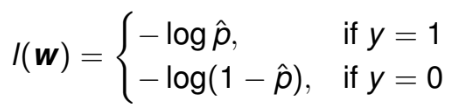 l(w) = { − log p̂, if y = 1
− log(1 − p̂), if y = 0